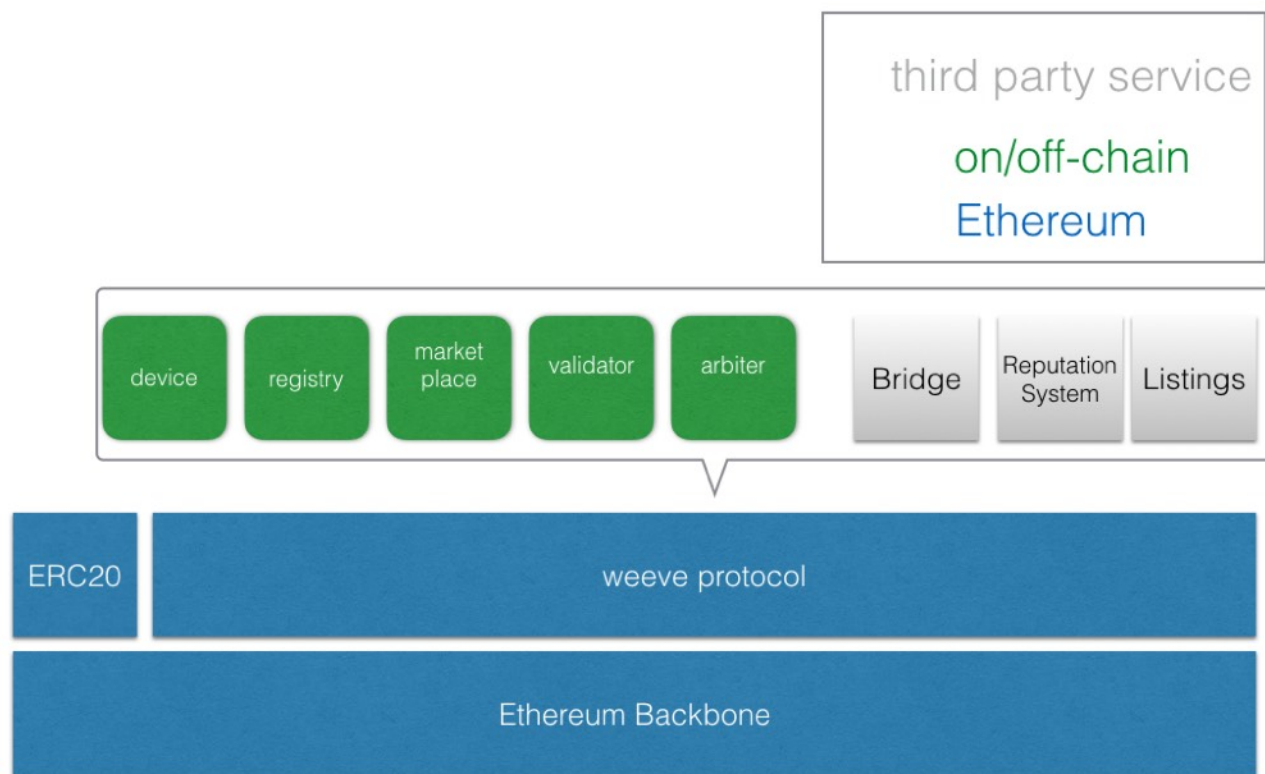 third party service
on/off-chain
Ethereum
device
registry
market
place
validator
arbiter
Bridge
Reputation
System
Listings
ERC20
weeve protocol
Ethereum Backbone